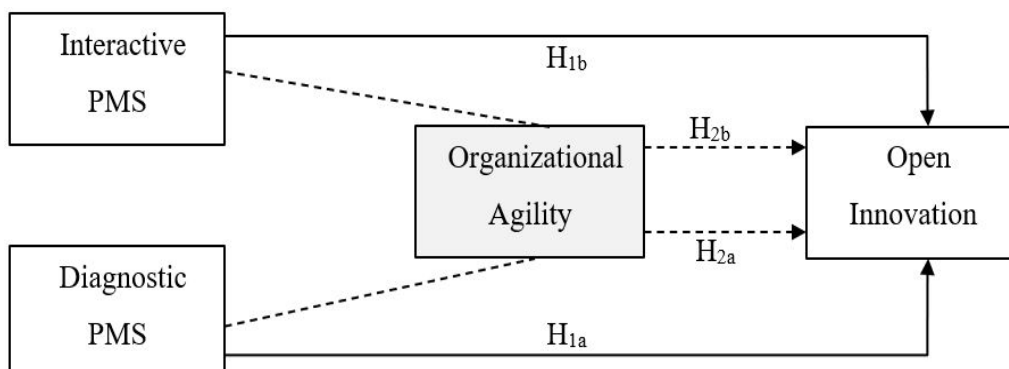 Interactive
PMS
H1b
Organizational
Agility
H2b
H2a
Open
Innovation
Diagnostic
PMS
H1a